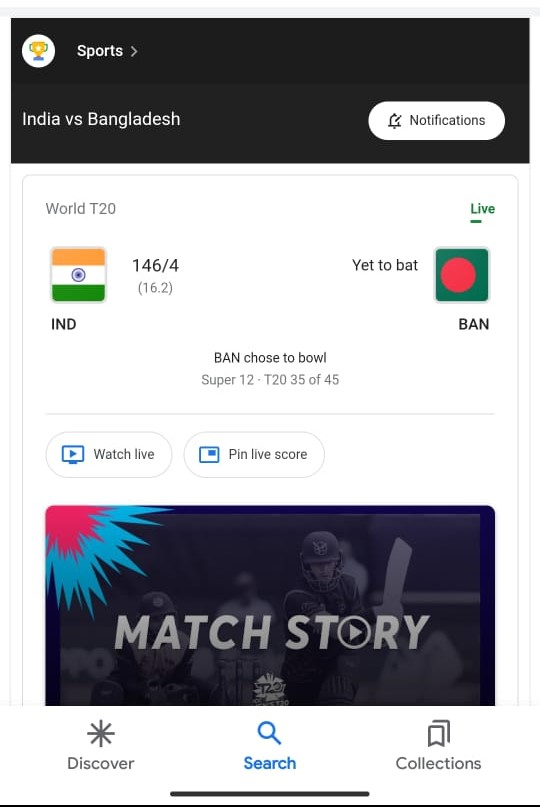 Sports
India vs Bangladesh
Notifications
World T20
Live
146/4
(16.2)
Yet to bat
IND
BAN
BAN chose to bowl
Super 12 · T20 35 of 45
Watch live
Pin live score
MATCH STORY
T20
Discover
Search
Collections